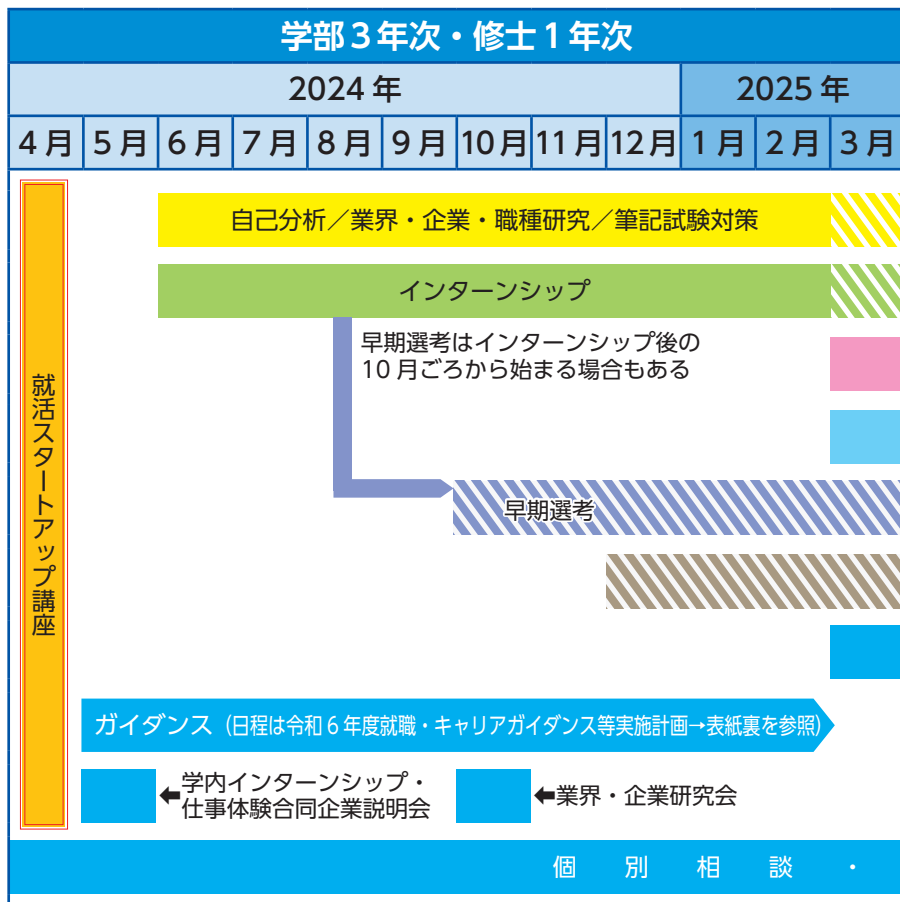 学部3年次・修士1年次
2024年
2025年
4月
5月
6月
7月
8月
9月
10月
11月
12月
1月
2月
3月
就活スタートアップ講座
自己分析／業界・企業・職種研究／筆記試験対策
インターンシップ
早期選考はインターンシップ後の
10月ごろから始まる場合もある
早期選考
ガイダンス（日程は令和6年度就職・キャリアガイダンス等実施計画→表紙裏を参照）
⬅学内インターンシップ・
仕事体験合同企業説明会
⬅業界・企業研究会
個別相談・